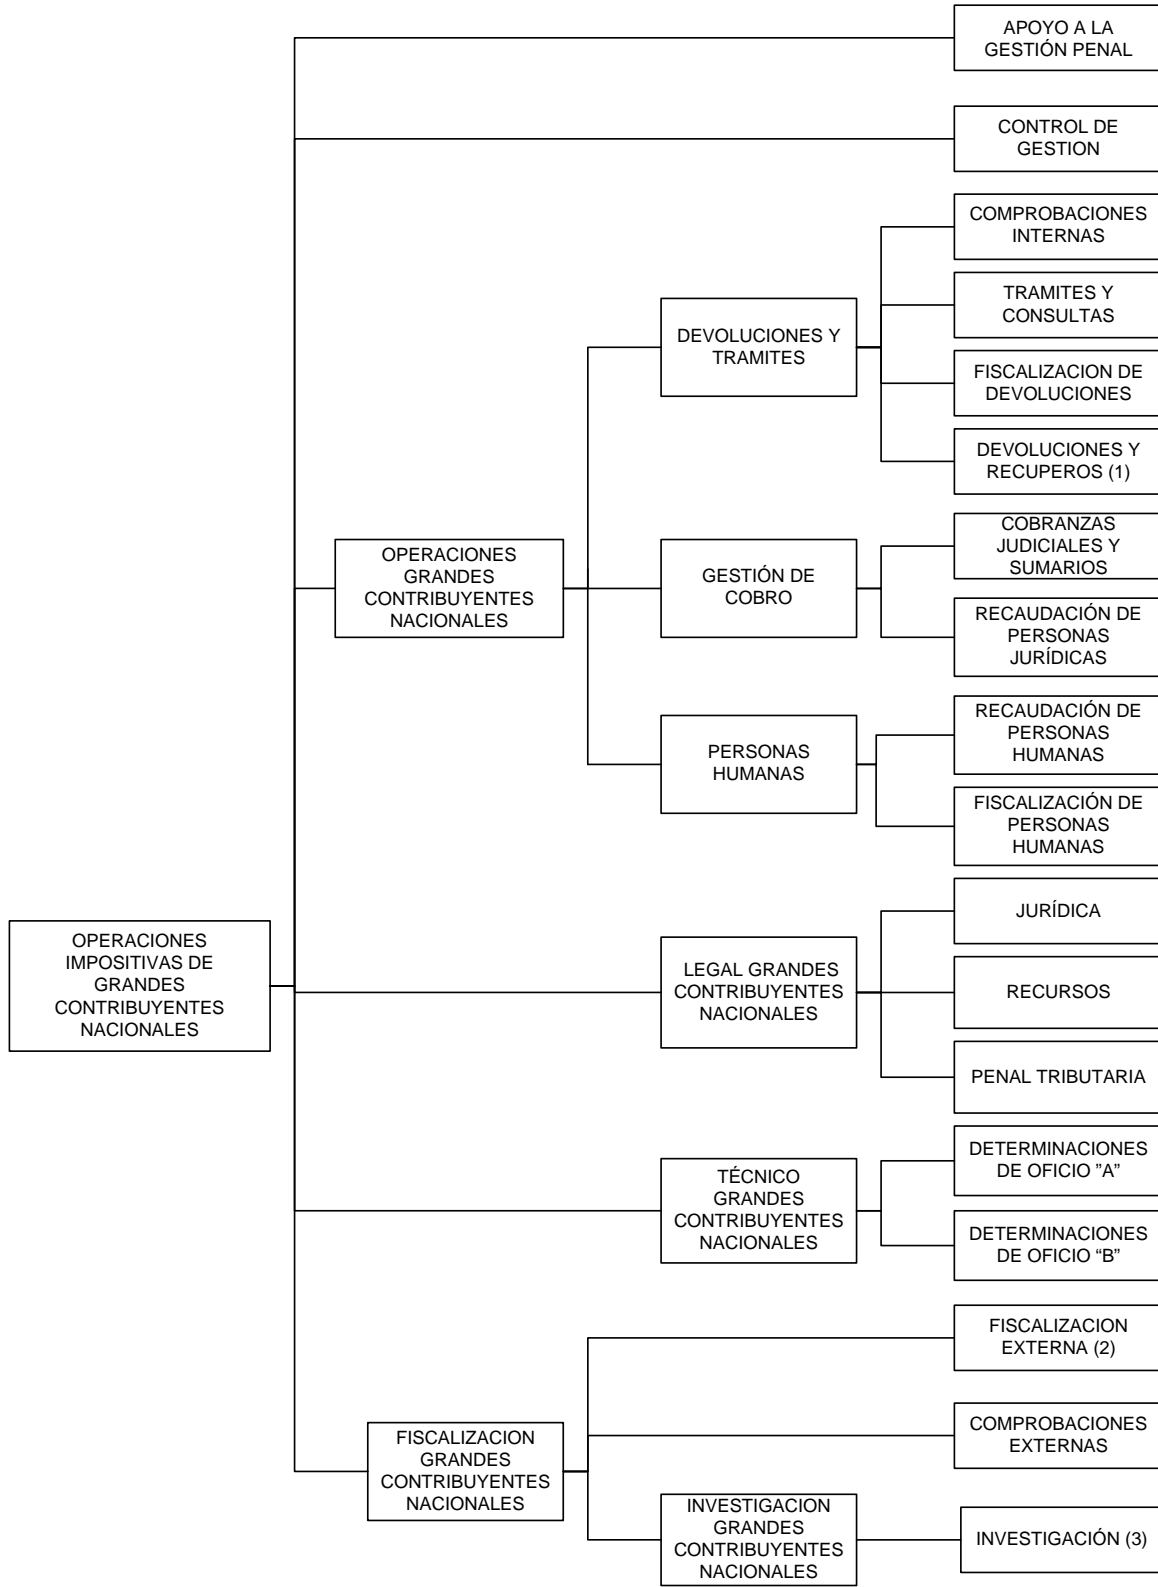 APOYO A LA
GESTIÓN PENAL
CONTROL DE
GESTION
COMPROBACIONES
INTERNAS
TRAMITES Y
CONSULTAS
DEVOLUCIONES Y
TRAMITES
FISCALIZACION DE
DEVOLUCIONES
DEVOLUCIONES Y
RECUPEROS (1)
OPERACIONES
GRANDES
CONTRIBUYENTES
NACIONALES
GESTIÓN DE
COBRO
COBRANZAS
JUDICIALES Y
SUMARIOS
RECAUDACIÓN DE
PERSONAS
JURÍDICAS
PERSONAS
HUMANAS
RECAUDACIÓN DE
PERSONAS
HUMANAS
FISCALIZACIÓN DE
PERSONAS
HUMANAS
OPERACIONES
IMPOSITIVAS DE
GRANDES
CONTRIBUYENTES
NACIONALES
LEGAL GRANDES
CONTRIBUYENTES
NACIONALES
JURÍDICA
RECURSOS
PENAL TRIBUTARIA
TÉCNICO
GRANDES
CONTRIBUYENTES
NACIONALES
DETERMINACIONES
DE OFICIO ”A”
DETERMINACIONES
DE OFICIO “B”
FISCALIZACION
GRANDES
CONTRIBUYENTES
NACIONALES
FISCALIZACION
EXTERNA (2)
COMPROBACIONES
EXTERNAS
INVESTIGACION
GRANDES
CONTRIBUYENTES
NACIONALES
INVESTIGACIÓN (3)